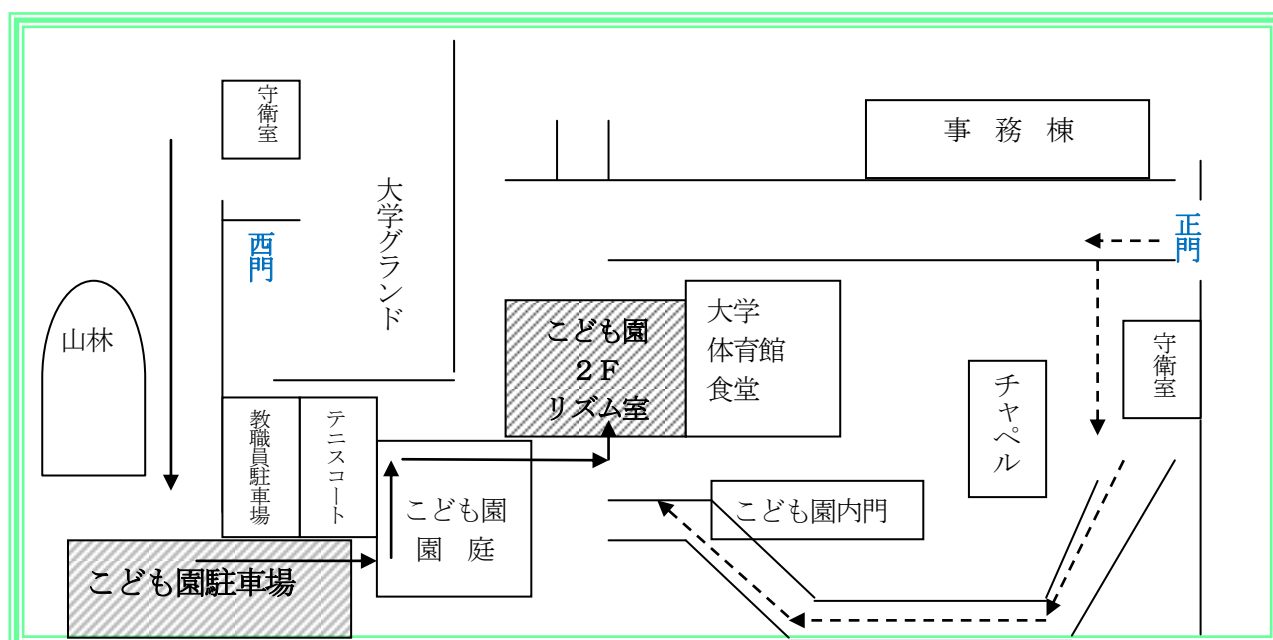 守衛室
事 務 棟
大学グランド
西門
正門
山林
こども園
２Ｆ
リズム室
大学
体育館
食堂
守衛室
チャペル
教職員駐車場
テニスコート
こども園
園 庭
こども園内門
こども園駐車場